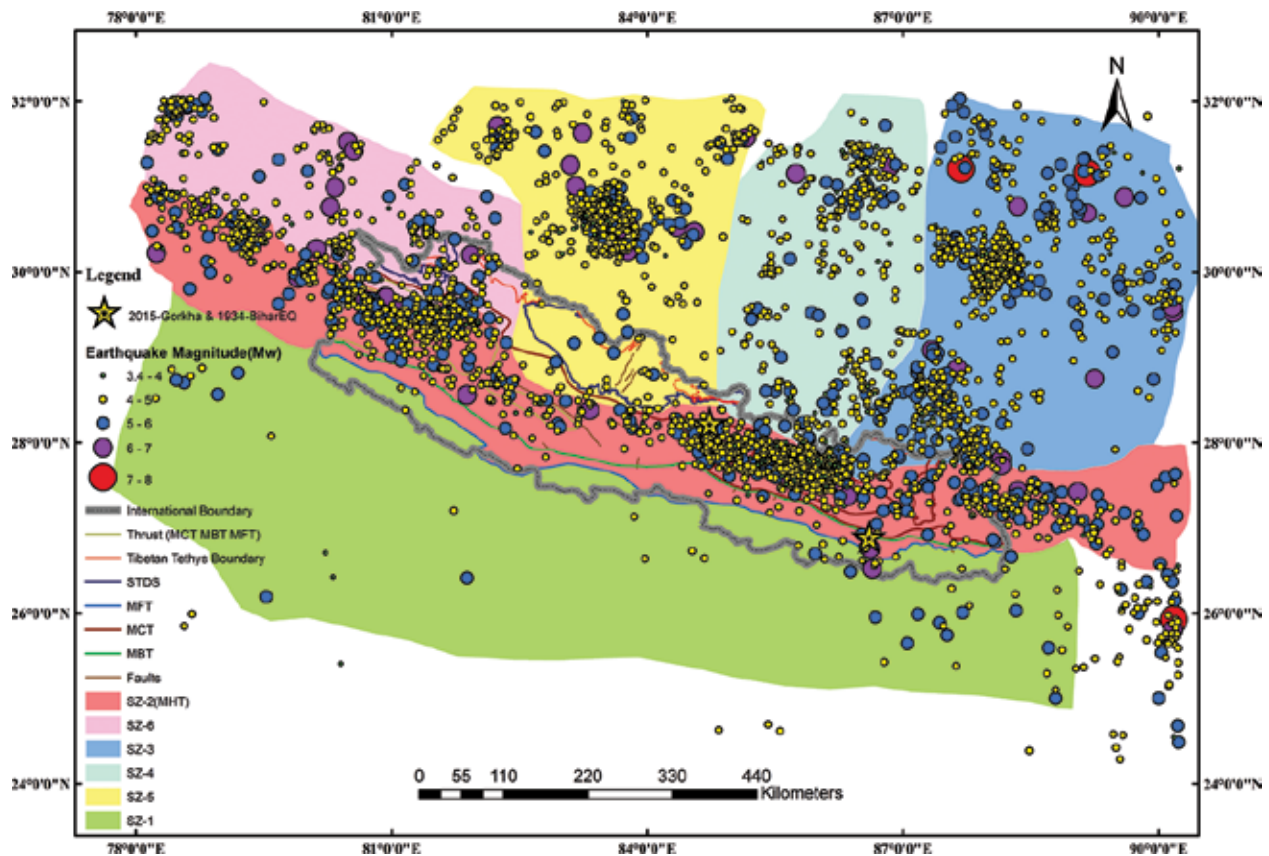 78°0'0"E 81°0'0"E 84°0'0"E 87°0'0"E 90°0'0"E
N
32°0'0"N 32°0'0"N
30°0'0"N 30°0'0"N
Legend
2015-Gorkha & 1934-BiharEQ
Earthquake Magnitude(Mw)
3.4 - 4
4 - 5
28°0'0"N 28°0'0"N
5 - 6
6 - 7
7 - 8
International Boundary
Thrust (MCT MBT MFT)
Tibetan Tethys Boundary
STDS
MFT
26°0'0"N 26°0'0"N
MCT
MBT
Faults
SZ-2(MHT)
SZ-6
SZ-3
SZ-4
0 55 110 220 330 440
24°0'0"N 24°0'0"N
Kilometers
SZ-5
SZ-1
78°0'0"E 81°0'0"E 84°0'0"E 87°0'0"E 90°0'0"E